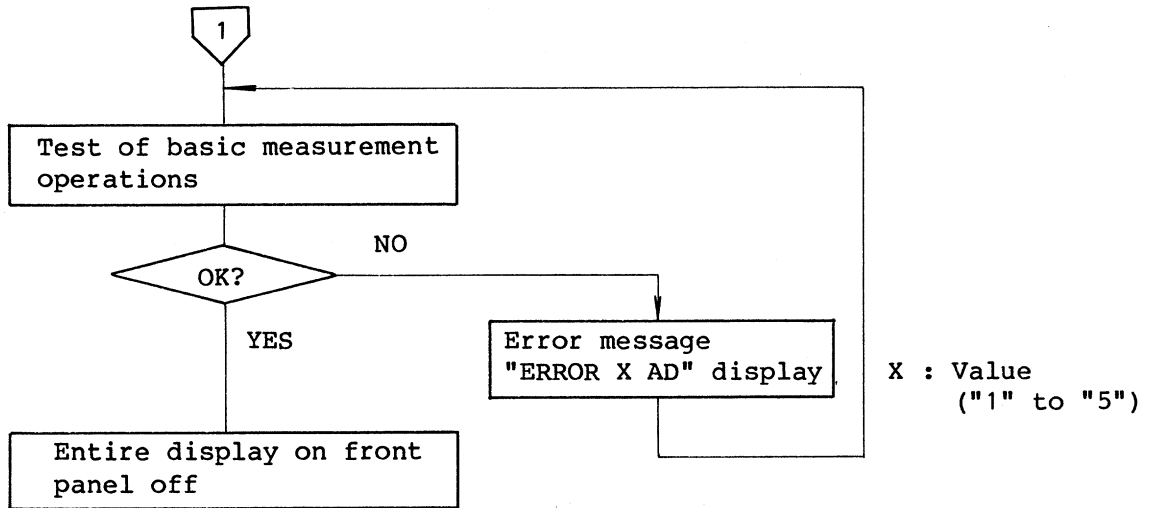 1
Test of basic measurement
operations
OK?
NO
YES
Error message
"ERROR X AD" display
X : Value
("1" to "5")
Entire display on front
panel off